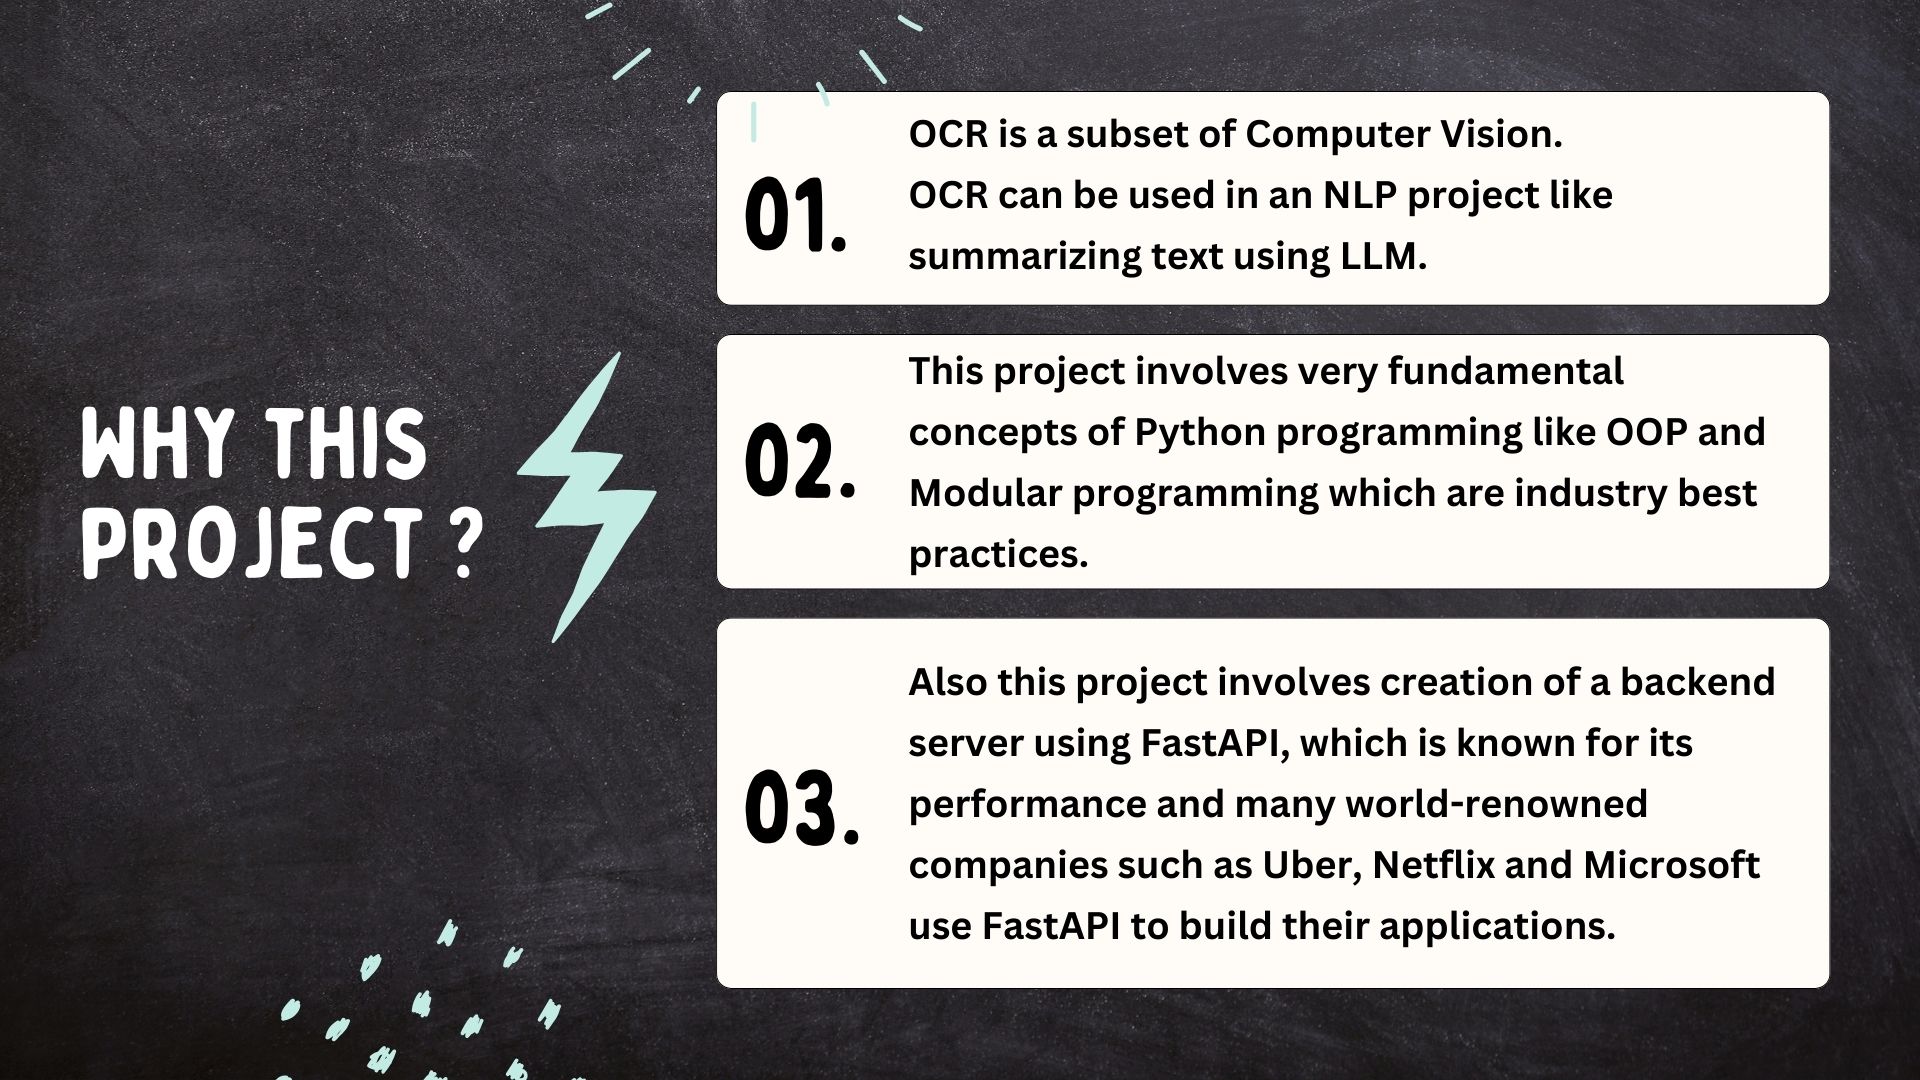 WHY THIS
PROJECT ?
01.
OCR is a subset of Computer Vision.
OCR can be used in an NLP project like
summarizing text using LLM.
02.
This project involves very fundamental
concepts of Python programming like OOP and
Modular programming which are industry best
practices.
03.
Also this project involves creation of a backend
server using FastAPI, which is known for its
performance and many world-renowned
companies such as Uber, Netflix and Microsoft
use FastAPI to build their applications.